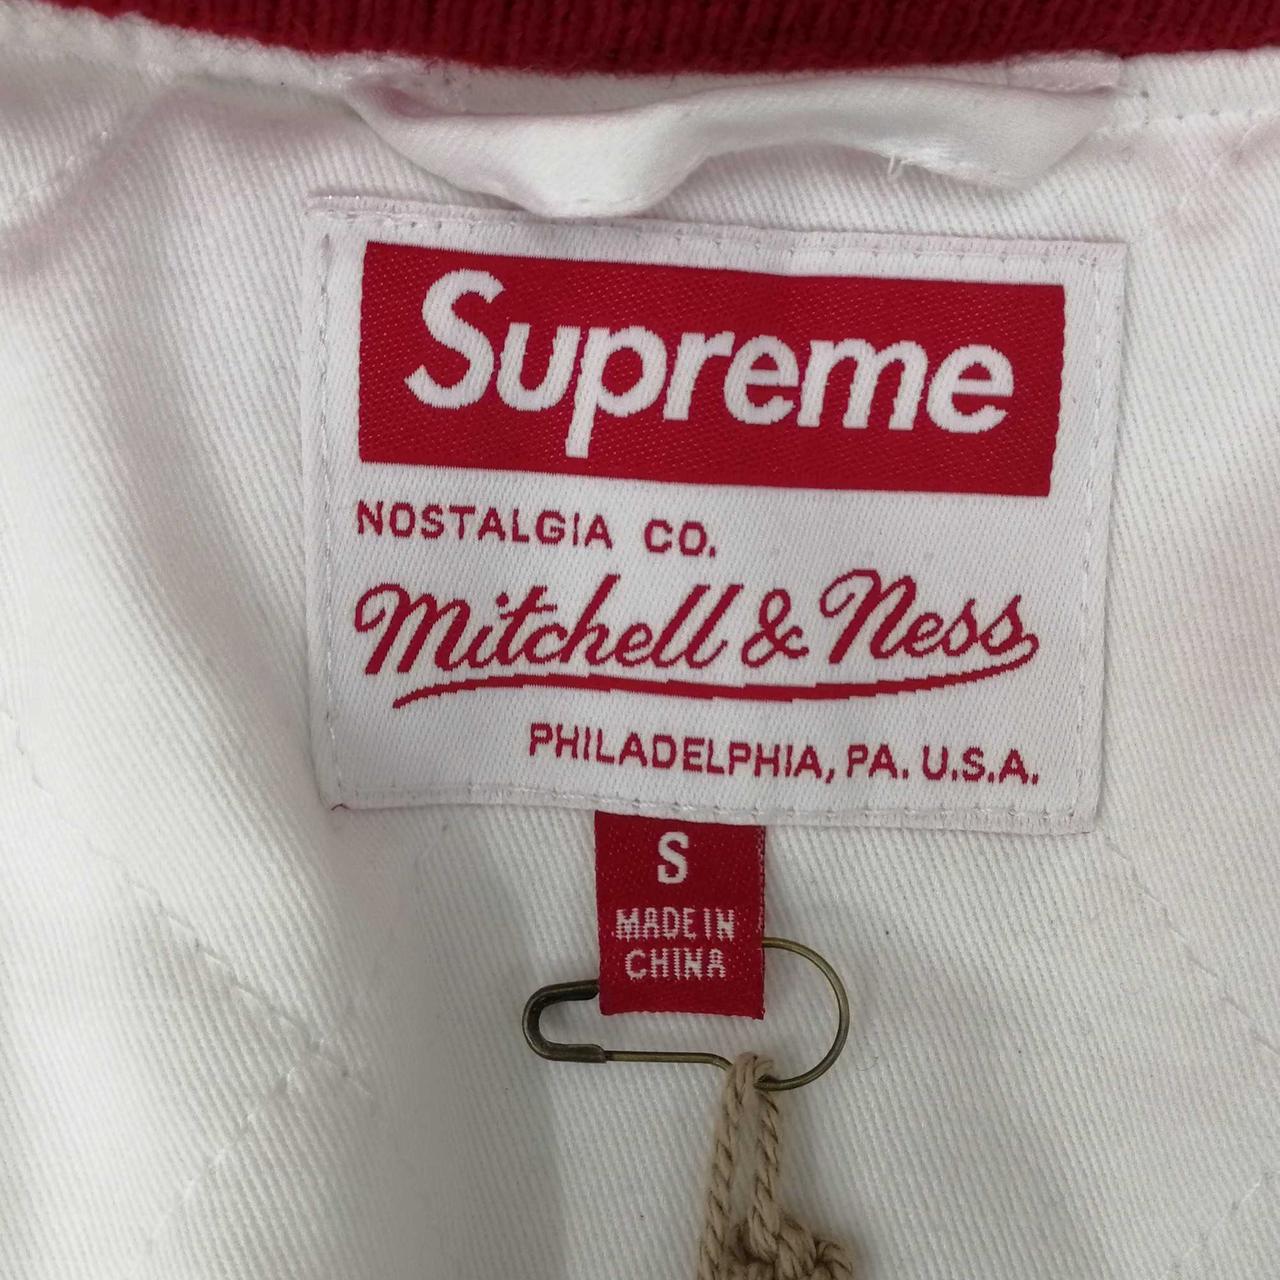 Supreme
NOSTALGIA CO.
Mitchell & Ness
PHILADELPHIA, PA. U.S.A.
S
MADE IN
CHINA